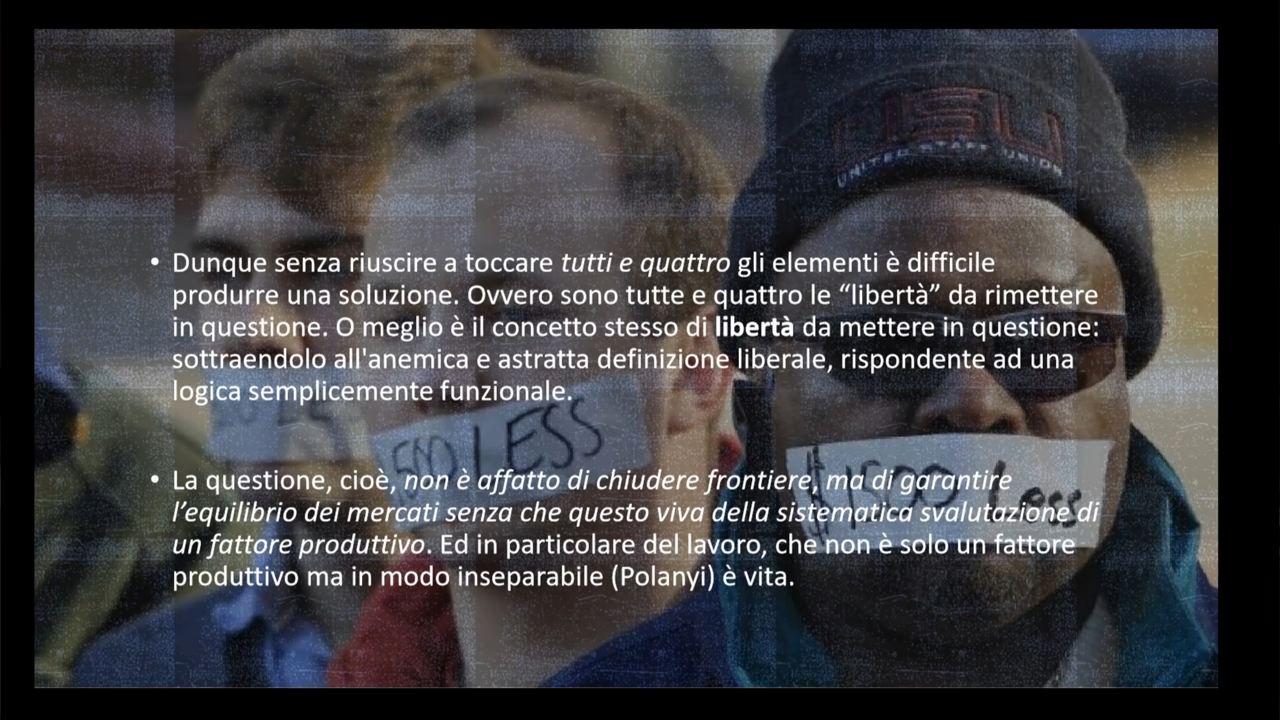 USU
UNITED STAFF UNION
• Dunque senza riuscire a toccare tutti e quattro gli elementi è difficile
produrre una soluzione. Ovvero sono tutte e quattro le “libertà” da rimettere
in questione. O meglio è il concetto stesso di libertà da mettere in questione:
sottraendolo all'anemica e astratta definizione liberale, rispondente ad una
logica semplicemente funzionale.
500 LESS
$1500 Less
• La questione, cioè, non è affatto di chiudere frontiere, ma di garantire
l’equilibrio dei mercati senza che questo viva della sistematica svalutazione di
un fattore produttivo. Ed in particolare del lavoro, che non è solo un fattore
produttivo ma in modo inseparabile (Polanyi) è vita.